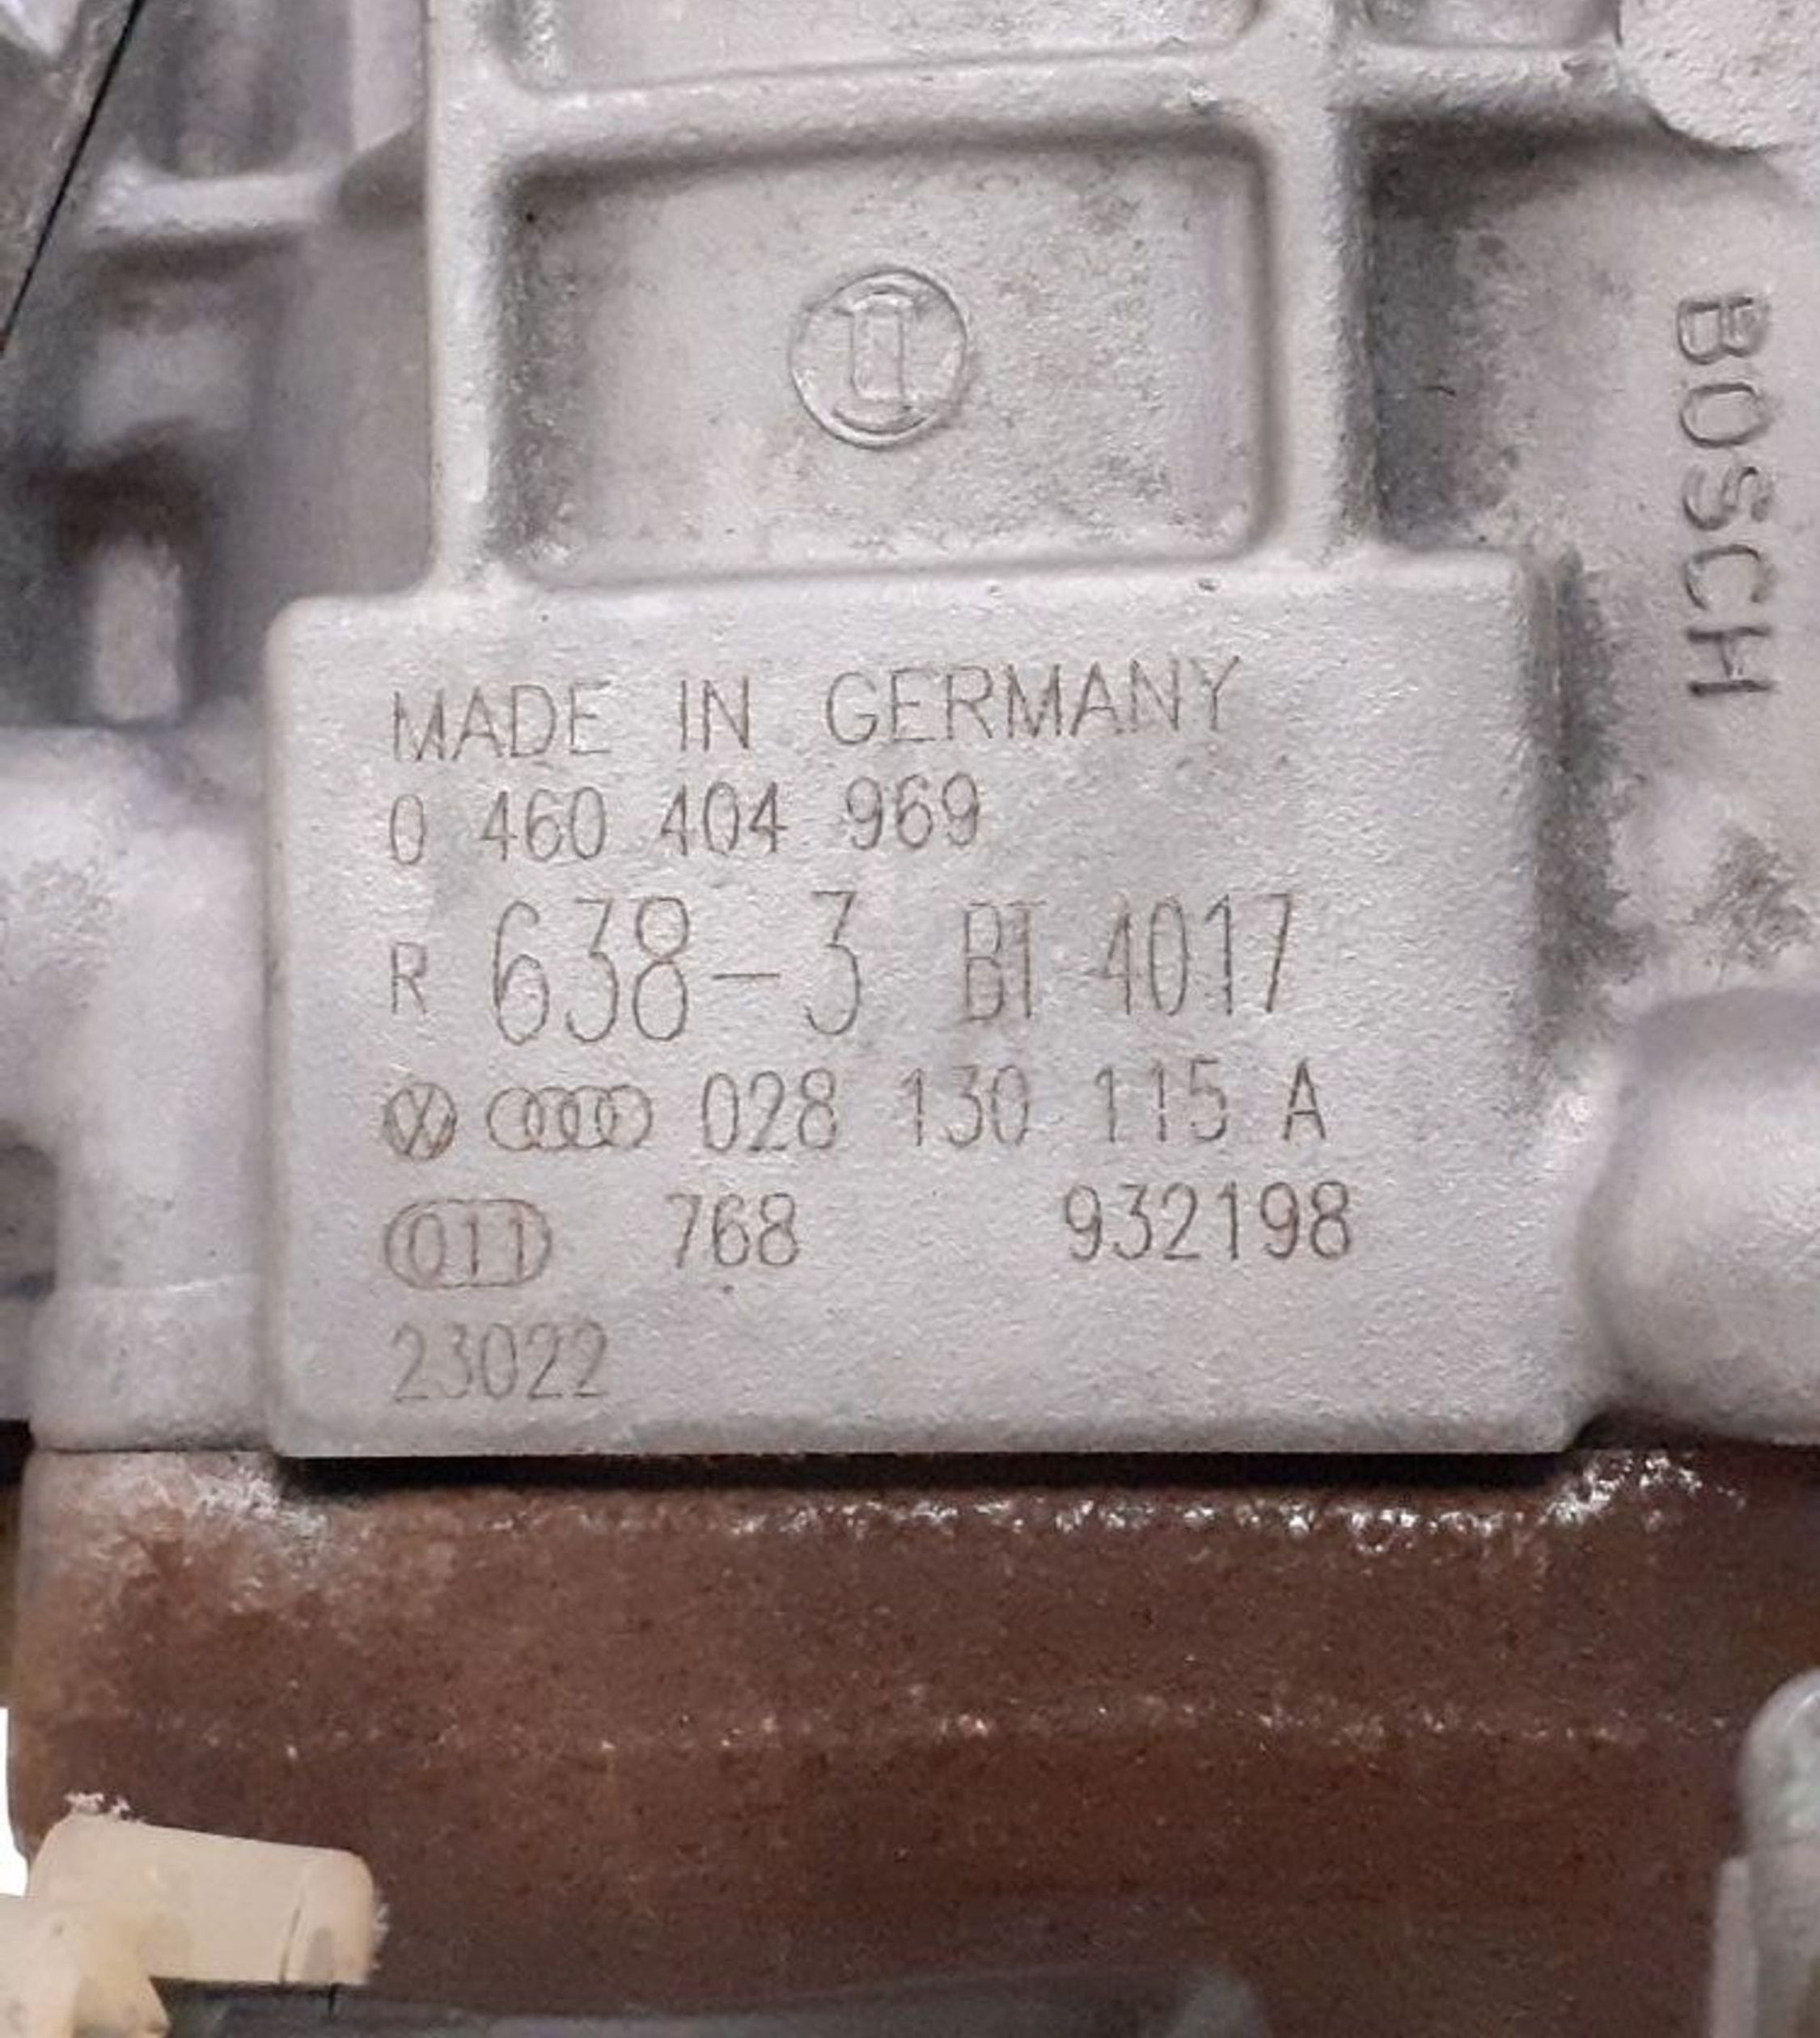 BOSCH
MADE IN GERMANY
0 460 404 969
R 638-3 BT 4017
028 130 115 A
011 768 932198
23022